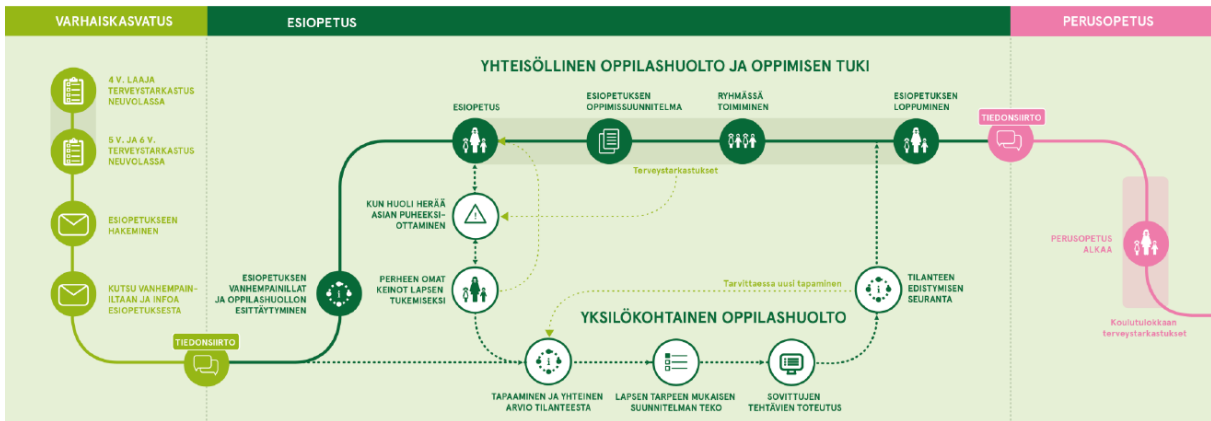 VARHAISKASVATUS
ESIOPETUS
PERUSOPETUS
4 V. LAAJA
TERVEYSTARKASTUS
NEUVOLASSA
5 V. JA 6 V.
TERVEYSTARKASTUS
NEUVOLASSA
ESIOPETUKSEEN
HAKEMINEN
KUTSU VANHEMPAIN-
ILTAAN JA INFOA
ESIOPETUKSESTA
TIEDONSIIRTO
ESIOPETUKSEN
VANHEMPAINILLAT
JA OPPILASHUOLLON
ESITTÄYTYMINEN
YHTEISÖLLINEN OPPILASHUOLTO JA OPPIMISEN TUKI
ESIOPETUS
ESIOPETUKSEN
OPPIMISSUUNNITELMA
RYHMÄSSÄ
TOIMIMINEN
ESIOPETUKSEN
LOPPUMINEN
Terveystarkastukset
KUN HUOLI HERÄÄ
ASIAN PUHEEKSI-
OTTAMINEN
PERHEEN OMAT
KEINOT LAPSEN
TUKEMISEKSI
Tarvittaessa uusi tapaminen
TILANTEEN
EDISTYMISEN
SEURANTA
YKSILÖKOHTAINEN OPPILASHUOLTO
TAPAAMINEN JA YHTEINEN
ARVIO TILANTEESTA
LAPSEN TARPEEN MUKAISEN
SUUNNITELMAN TEKO
SOVITTUJEN
TEHTÄVIEN TOTEUTUS
TIEDONSIIRTO
PERUSOPETUS
ALKAA
Koulutulokkaan
terveystarkastukset